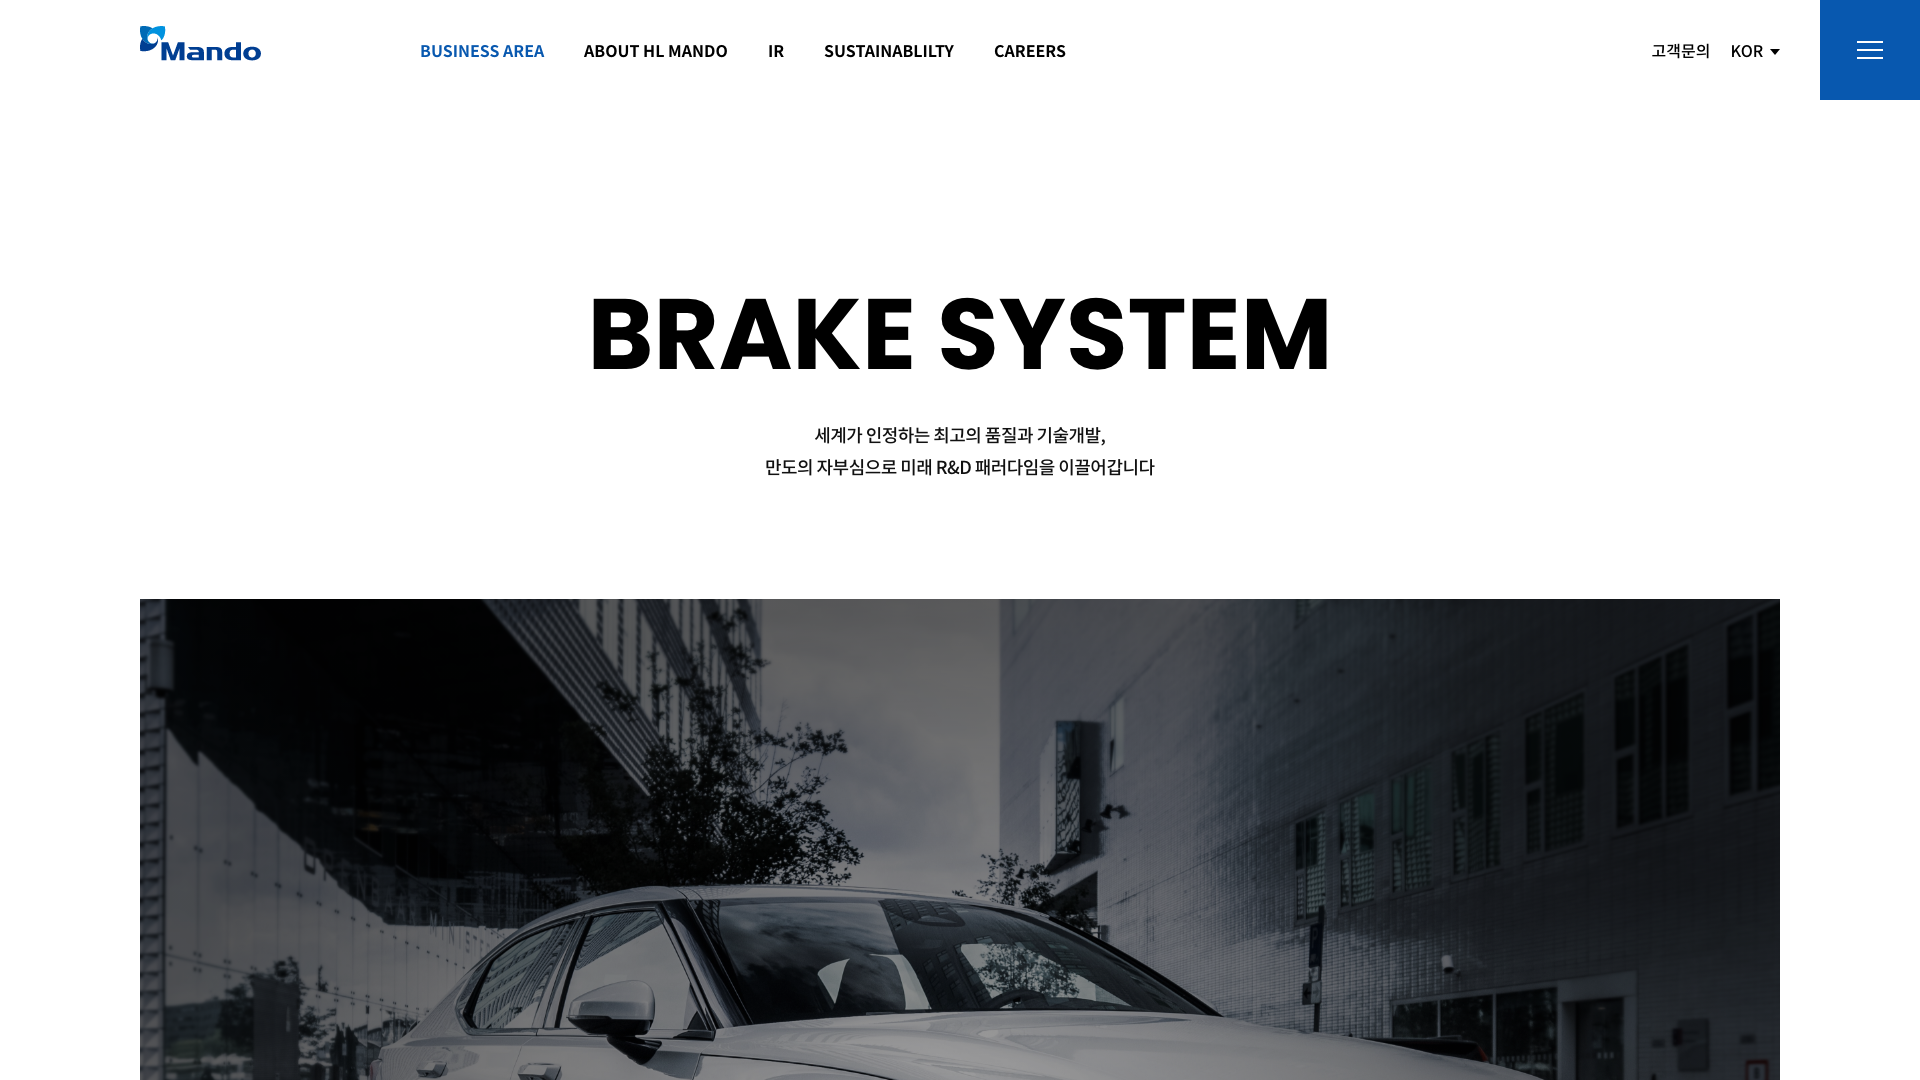 Mando
BUSINESS AREA
ABOUT HL MANDO
IR
SUSTAINABLILTY
CAREERS
고객문의
KOR
BRAKE SYSTEM
세계가 인정하는 최고의 품질과 기술개발,
만도의 자부심으로 미래 R&D 패러다임을 이끌어갑니다